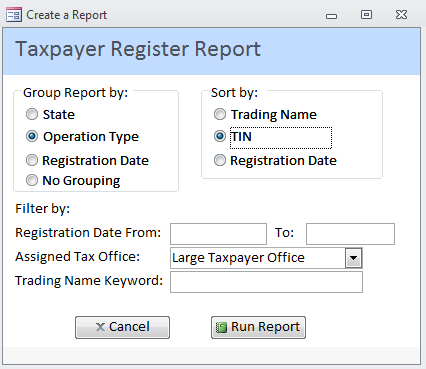 Create a Report
Taxpayer Register Report
Group Report by:
State
Operation Type
Registration Date
No Grouping
Sort by:
Trading Name
TIN
Registration Date
Filter by:
Registration Date From: To:
Assigned Tax Office: Large Taxpayer Office
Trading Name Keyword:
Cancel Run Report